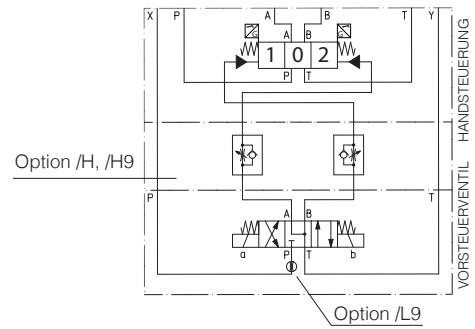 X P A B T Y
G G
A B
1 0 2
P T
HANDSTEUERUNG
Option /H, /H9
P T
VORSTEUERVENTIL
A B
a b
P T
Option /L9